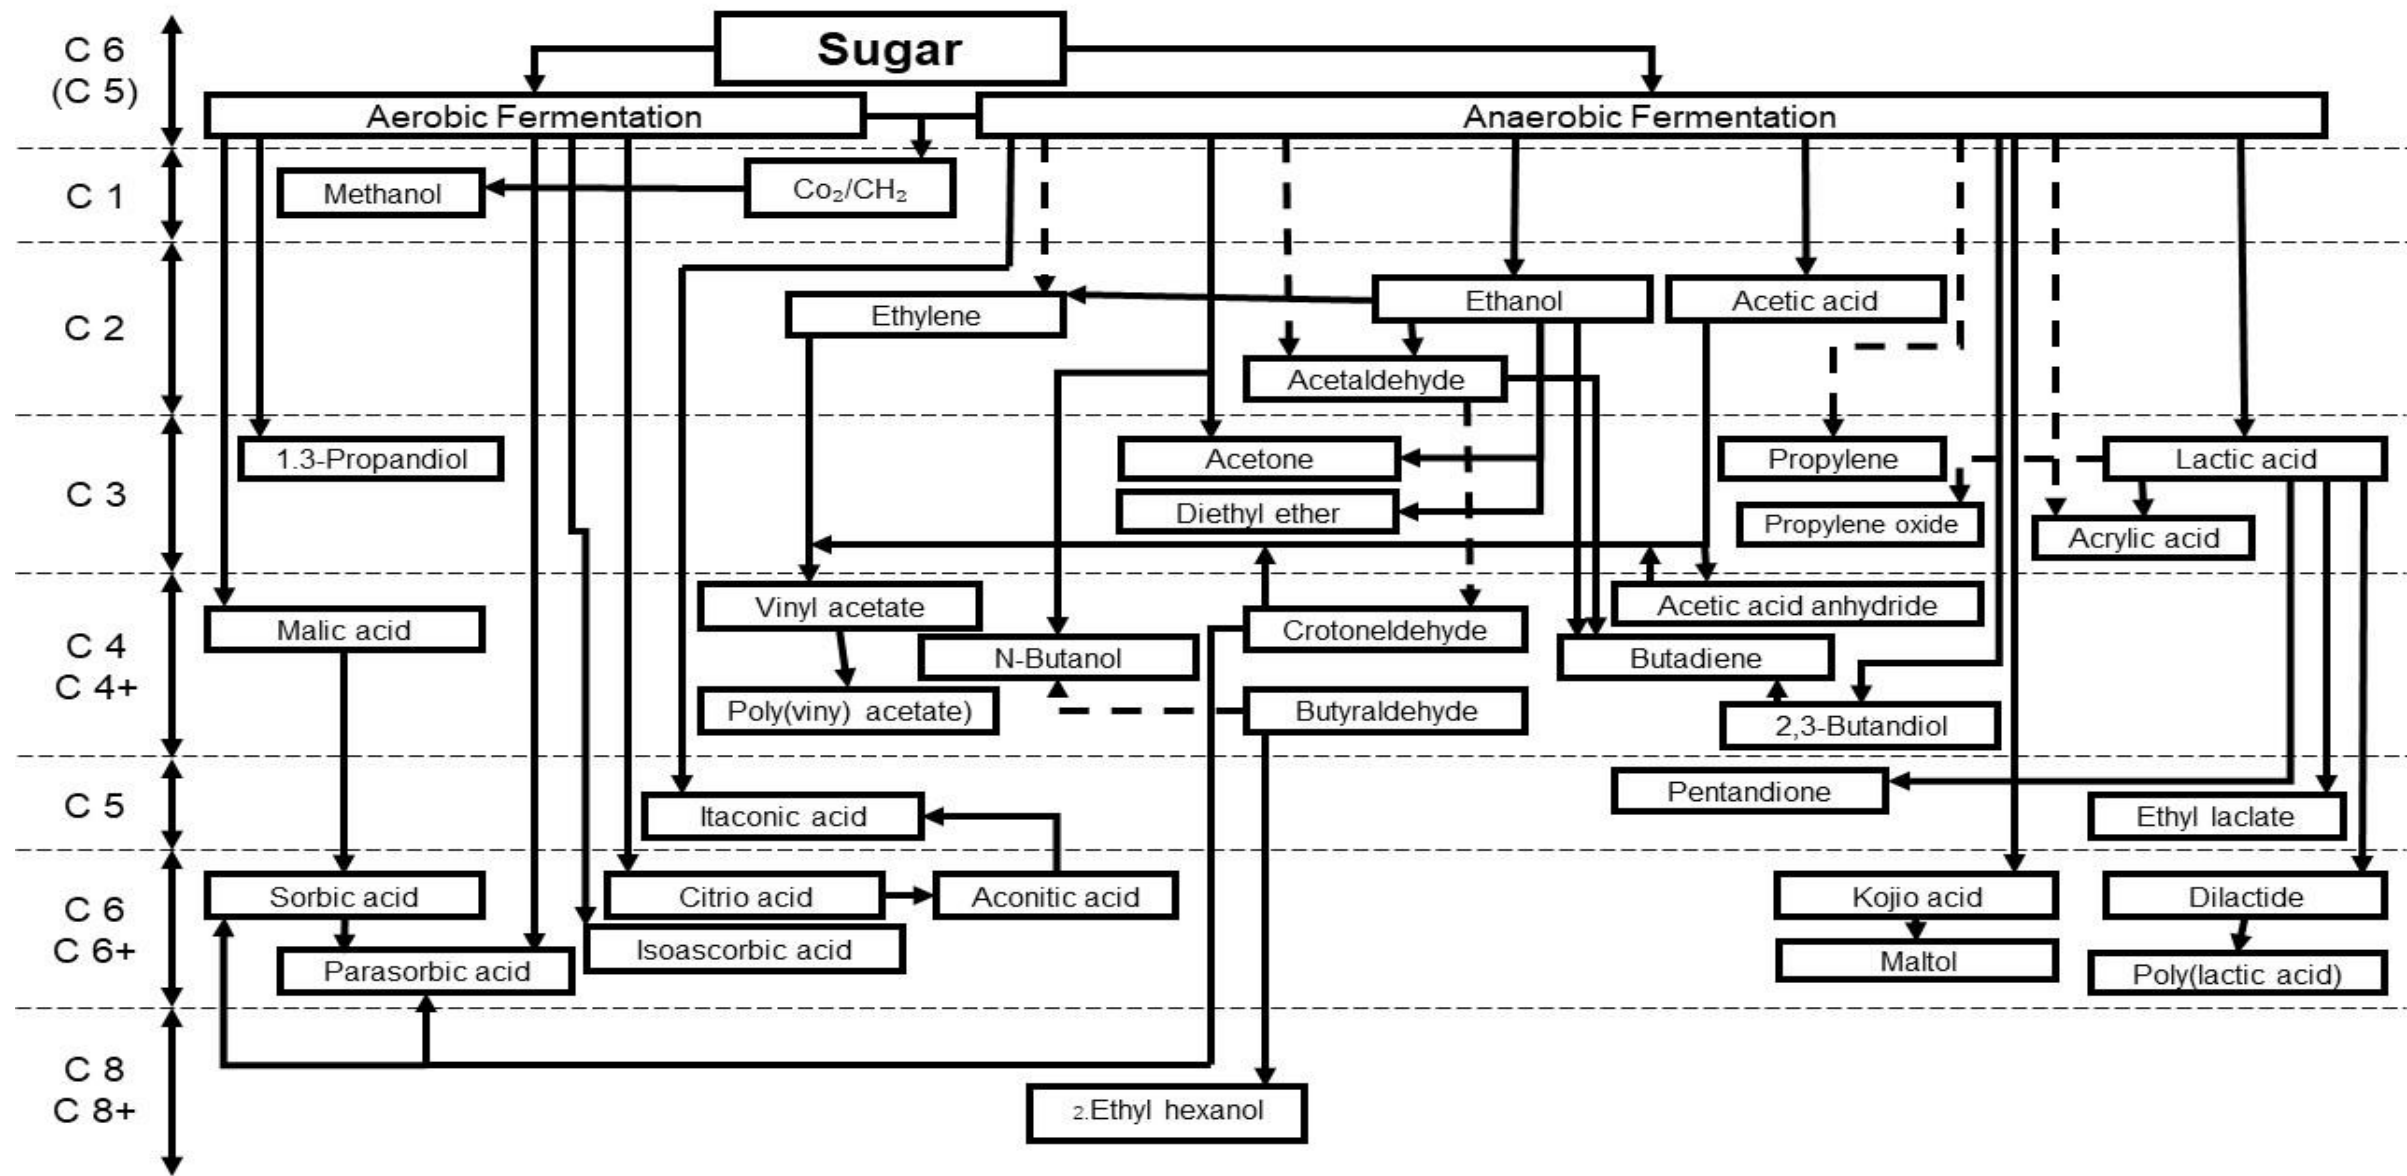 Sugar
C 6
(C 5)
Aerobic Fermentation
Anaerobic Fermentation
C 1
Methanol
Co₂/CH₂
C 2
Ethylene
Ethanol
Acetic acid
Acetaldehyde
C 3
1.3-Propandiol
Acetone
Propylene
Lactic acid
Diethyl ether
Propylene oxide
Acrylic acid
C 4
C 4+
Malic acid
Vinyl acetate
Crotoneldehyde
Acetic acid anhydride
N-Butanol
Butadiene
Poly(viny) acetate)
Butyraldehyde
2,3-Butandiol
C 5
Itaconic acid
Pentandione
Ethyl laclate
C 6
C 6+
Sorbic acid
Citrio acid
Aconitic acid
Kojio acid
Dilactide
Parasorbic acid
Isoascorbic acid
Maltol
Poly(lactic acid)
C 8
C 8+
2.Ethyl hexanol